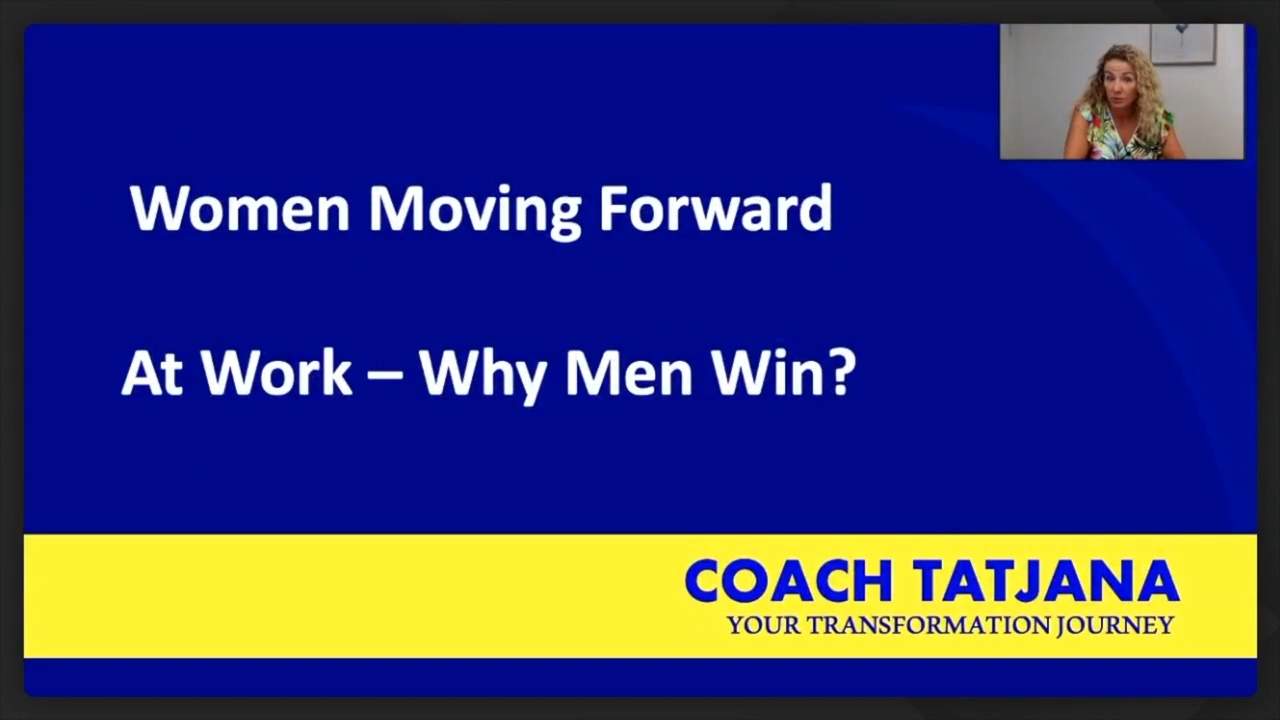 Women Moving Forward
At Work – Why Men Win?
COACH TATJANA
YOUR TRANSFORMATION JOURNEY